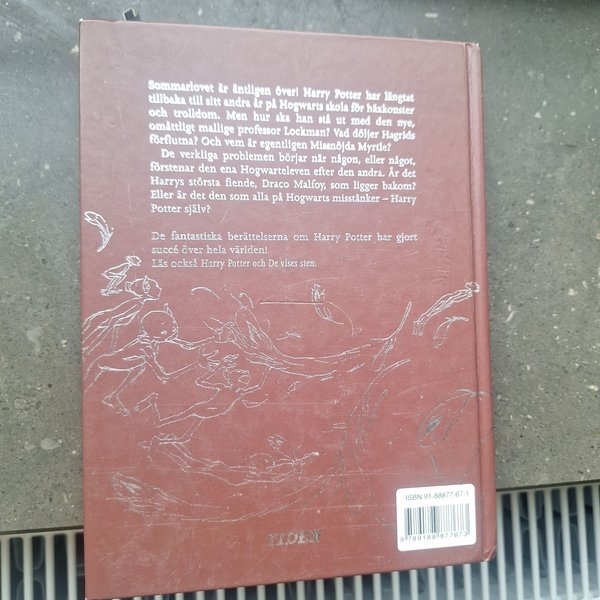 Sommarlovet är äntligen över! Harry Potter har längtat
tillbaka till sitt andra år på Hogwarts skola för häxkonster
och trolldom. Men hur ska han stå ut med den nye,
omåttligt mallige professor Lockman? Vad döljer Hagrids
förflutna? Och vem är egentligen Missnöjda Myrtle?
De verkliga problemen börjar när någon, eller något,
förstenar den ena Hogwarteleven efter den andra. Är det
Harrys största fiende, Draco Malfoy, som ligger bakom?
Eller är det den som alla på Hogwarts misstänker – Harry
Potter själv?
De fantastiska berättelserna om Harry Potter har gjort
succé över hela världen!
Läs också Harry Potter och De vises sten.
ISBN 91-88877-67-1
9 789188 877673
TIDEN